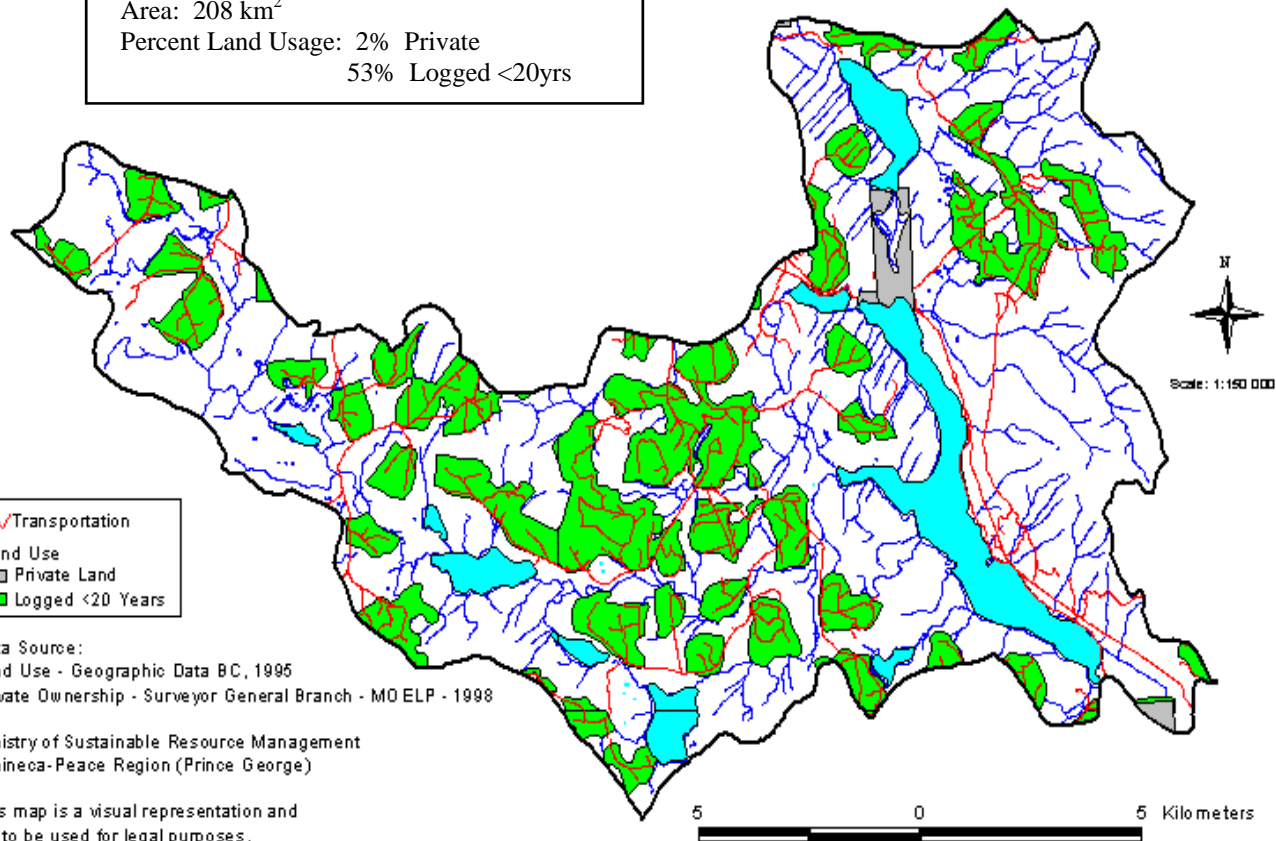 Area: 208 km²
Percent Land Usage: 2% Private
53% Logged <20yrs
N
Scale: 1:150 000
Transportation
nd Use
Private Land
Logged <20 Years
ta Source:
nd Use - Geographic Data BC, 1995
vate Ownership - Surveyor General Branch - MOELP - 1998
nistry of Sustainable Resource Management
ineca-Peace Region (Prince George)
s map is a visual representation and
to be used for legal purposes.
5 0 5 Kilometers